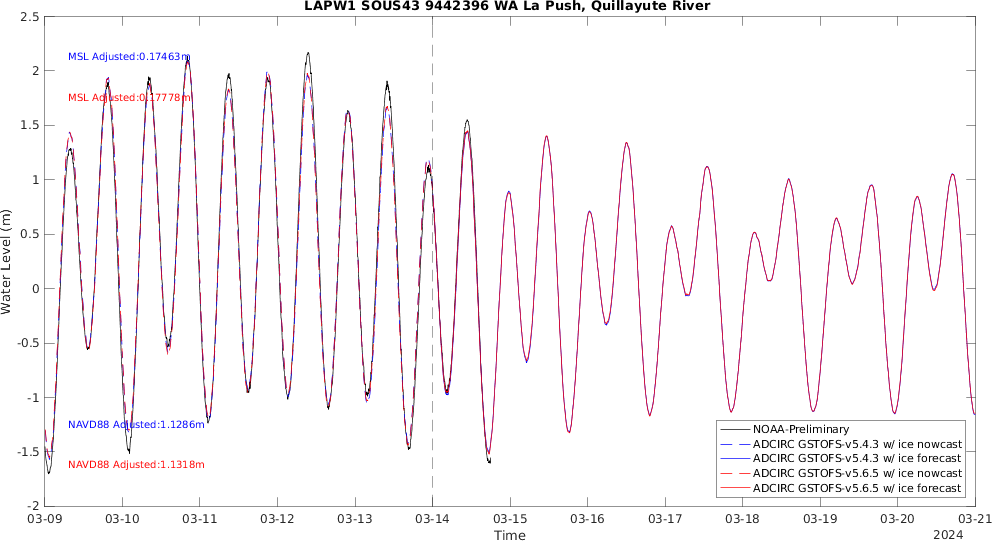 LAPW1 SOUS43 9442396 WA La Push, Quillayute River
2.5
2
1.5
1
0.5
0
-0.5
-1
-1.5
-2
Water Level (m)
MSL Adjusted:0.17463m
MSL Adjusted:0.17778m
NAVD88 Adjusted:1.1286m
NAVD88 Adjusted:1.1318m
NOAA-Preliminary
ADCIRC GSTOFS-v5.4.3 w/ ice nowcast
ADCIRC GSTOFS-v5.4.3 w/ ice forecast
ADCIRC GSTOFS-v5.6.5 w/ ice nowcast
ADCIRC GSTOFS-v5.6.5 w/ ice forecast
03-09 03-10 03-11 03-12 03-13 03-14 03-15 03-16 03-17 03-18 03-19 03-20 03-21
Time
2024